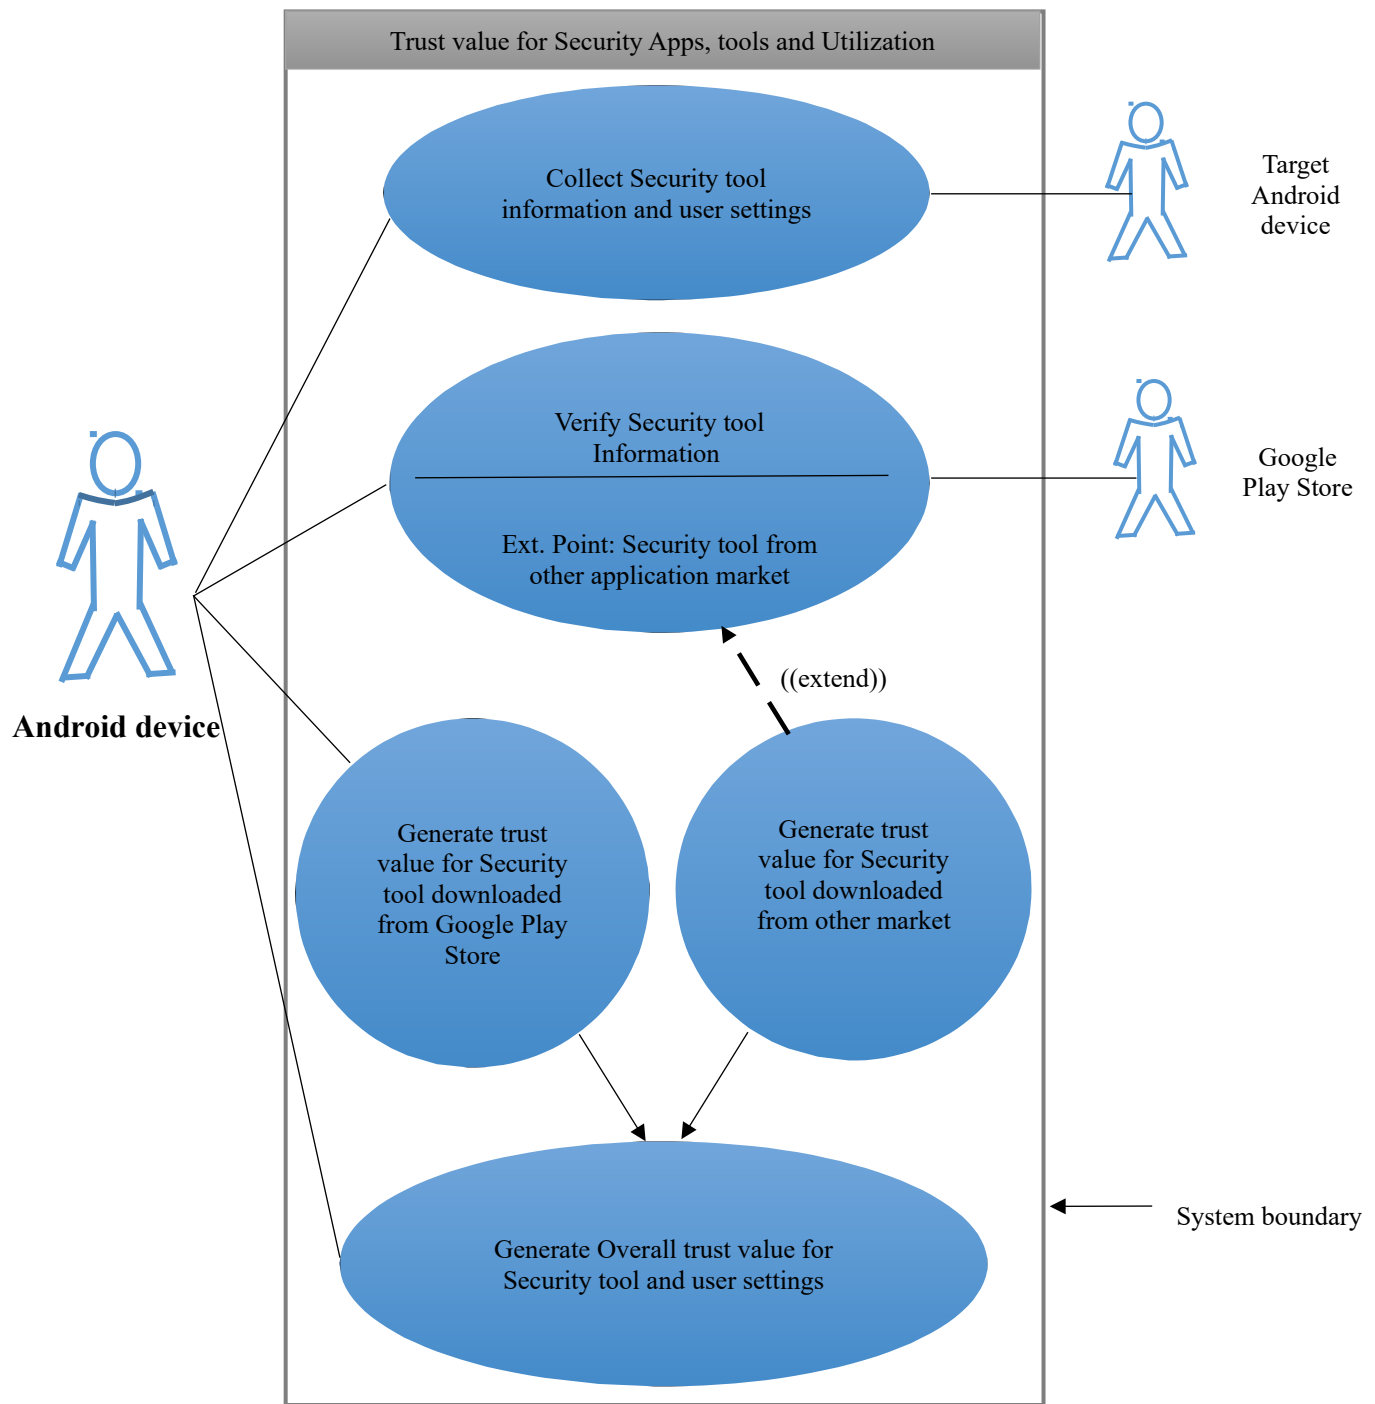 Trust value for Security Apps, tools and Utilization
Collect Security tool
information and user settings
Target
Android
device
Verify Security tool
Information
Ext. Point: Security tool from
other application market
Google
Play Store
((extend))
Android device
Generate trust
value for Security
tool downloaded
from Google Play
Store
Generate trust
value for Security
tool downloaded
from other market
Generate Overall trust value for
Security tool and user settings
System boundary